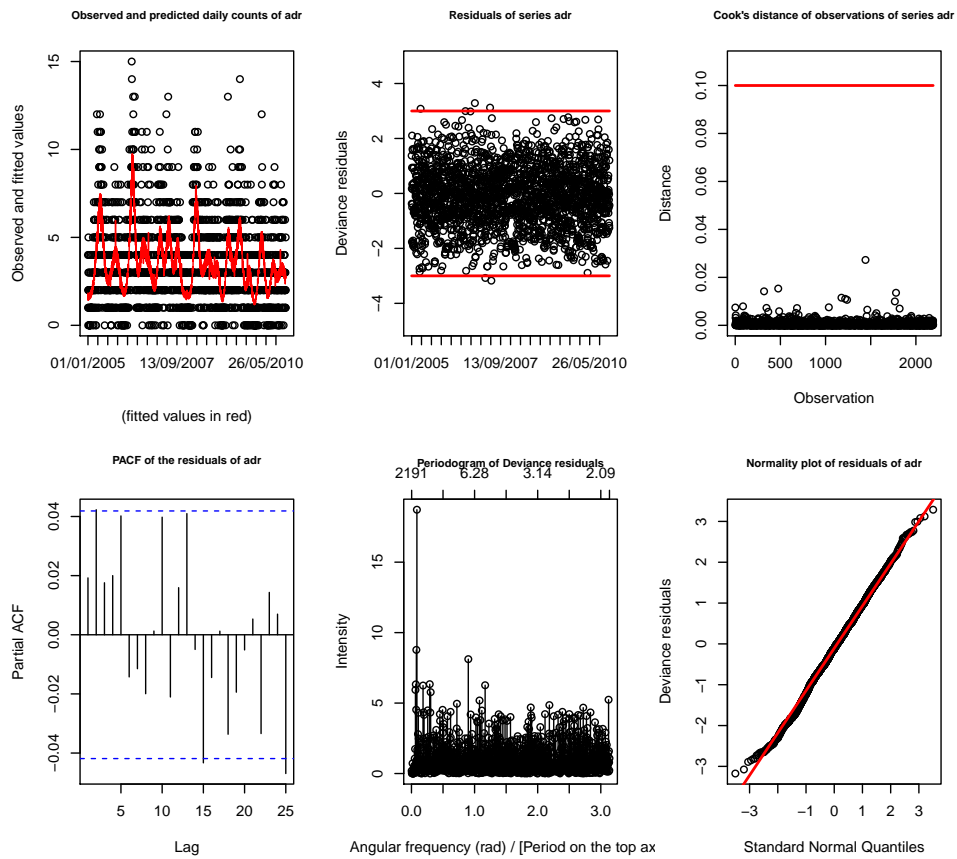 Observed and predicted daily counts of adr
Observed and fitted values
15
10
5
0
01/01/2005 13/09/2007 26/05/2010
(fitted values in red)
Residuals of series adr
Deviance residuals
4
2
0
−2
−4
01/01/2005 13/09/2007 26/05/2010
Cook's distance of observations of series adr
Distance
0.10
0.08
0.06
0.04
0.02
0.00
0 500 1000 2000
Observation
PACF of the residuals of adr
Partial ACF
0.04
0.02
0.00
−0.02
−0.04
5 10 15 20 25
Lag
Periodogram of Deviance residuals
2191 6.28 3.14 2.09
Intensity
15
10
5
0
0.0 1.0 2.0 3.0
Angular frequency (rad) / [Period on the top ax
Normality plot of residuals of adr
Deviance residuals
3
2
1
0
−1
−2
−3
−3 −1 0 1 2 3
Standard Normal Quantiles